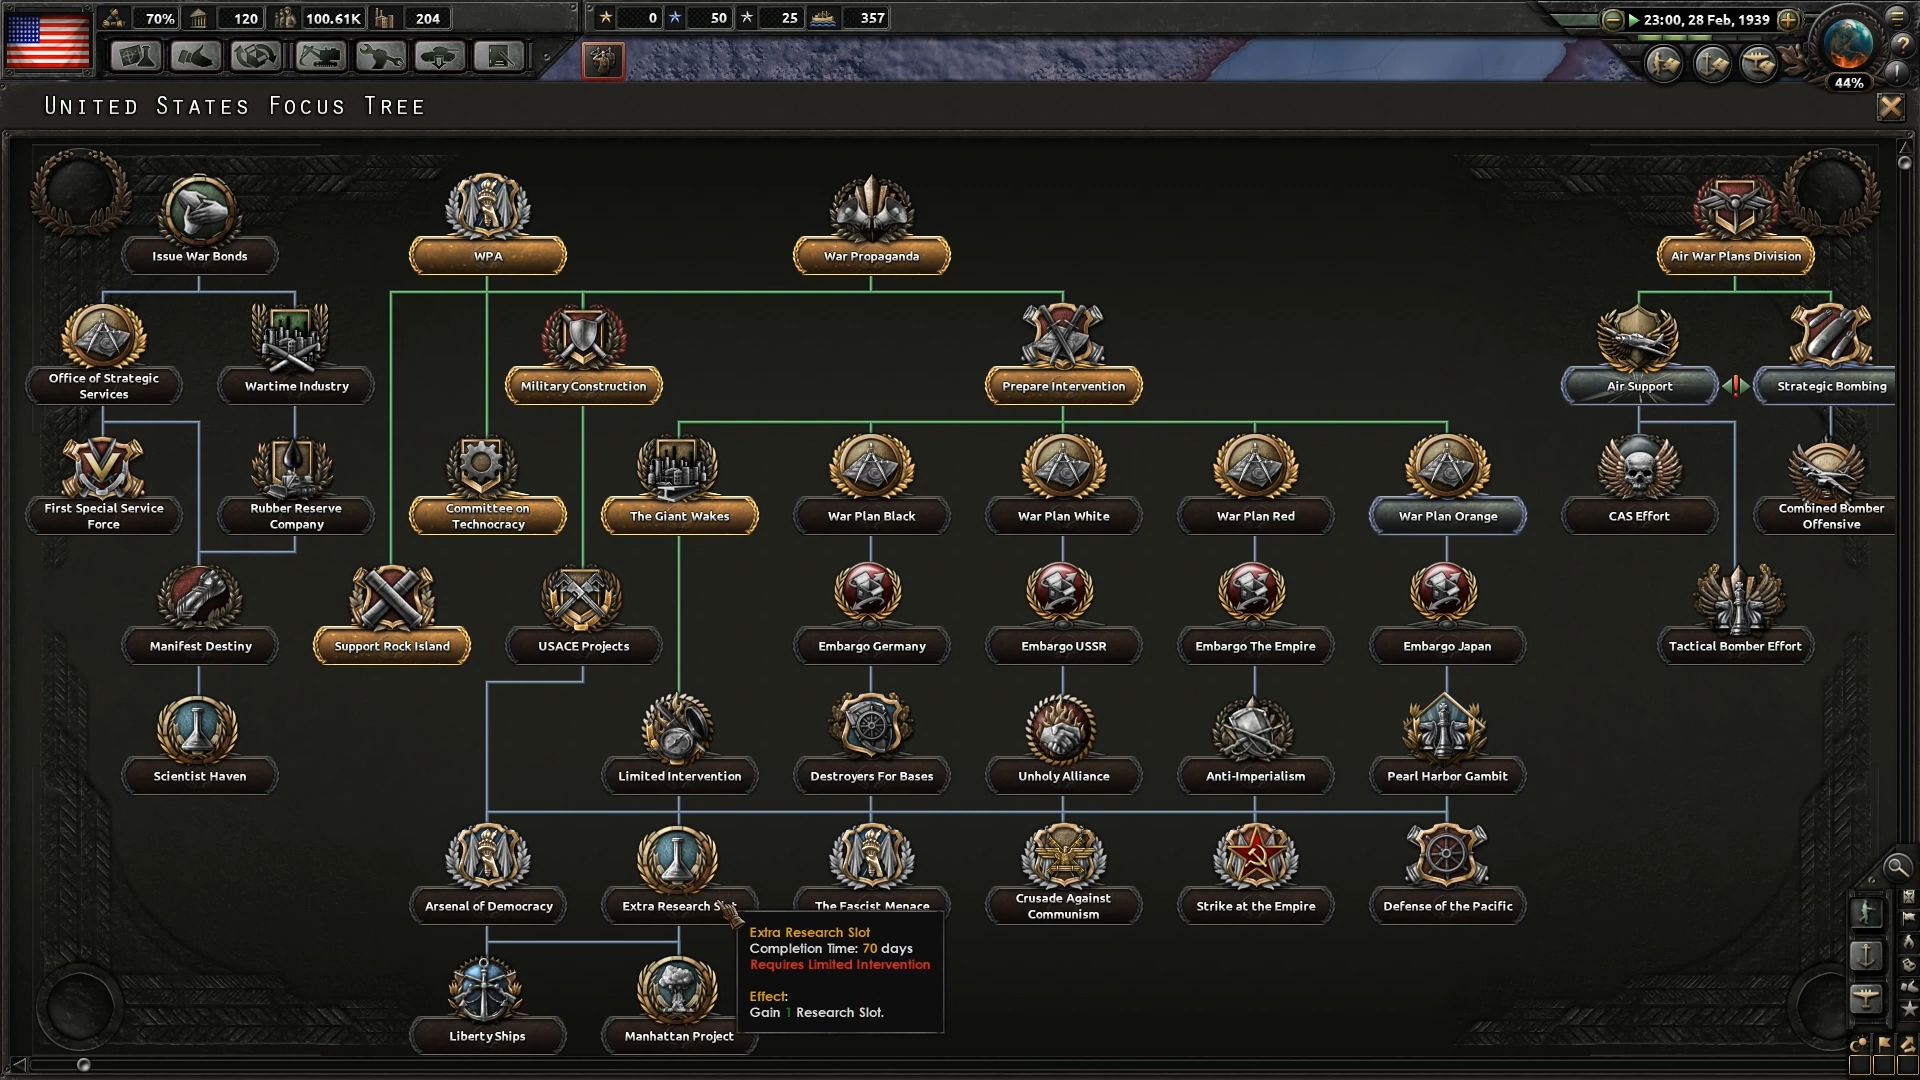 70%
120
100.61K
204
0
50
25
357
23:00, 28 Feb, 1939
44%
United States Focus Tree
Issue War Bonds
WPA
War Propaganda
Air War Plans Division
Office of Strategic
Services
Wartime Industry
Military Construction
Prepare Intervention
Air Support
Strategic Bombing
First Special Service
Force
Rubber Reserve
Company
Committee on
Technocracy
The Giant Wakes
War Plan Black
War Plan White
War Plan Red
War Plan Orange
CAS Effort
Combined Bomber
Offensive
Manifest Destiny
Support Rock Island
USACE Projects
Embargo Germany
Embargo USSR
Embargo The Empire
Embargo Japan
Tactical Bomber Effort
Scientist Haven
Limited Intervention
Destroyers For Bases
Unholy Alliance
Anti-Imperialism
Pearl Harbor Gambit
Arsenal of Democracy
Extra Research Slot
The Fascist Menace
Crusade Against
Communism
Strike at the Empire
Defense of the Pacific
Extra Research Slot
Completion Time: 70 days
Requires Limited Intervention
Effect:
Gain 1 Research Slot.
Liberty Ships
Manhattan Project